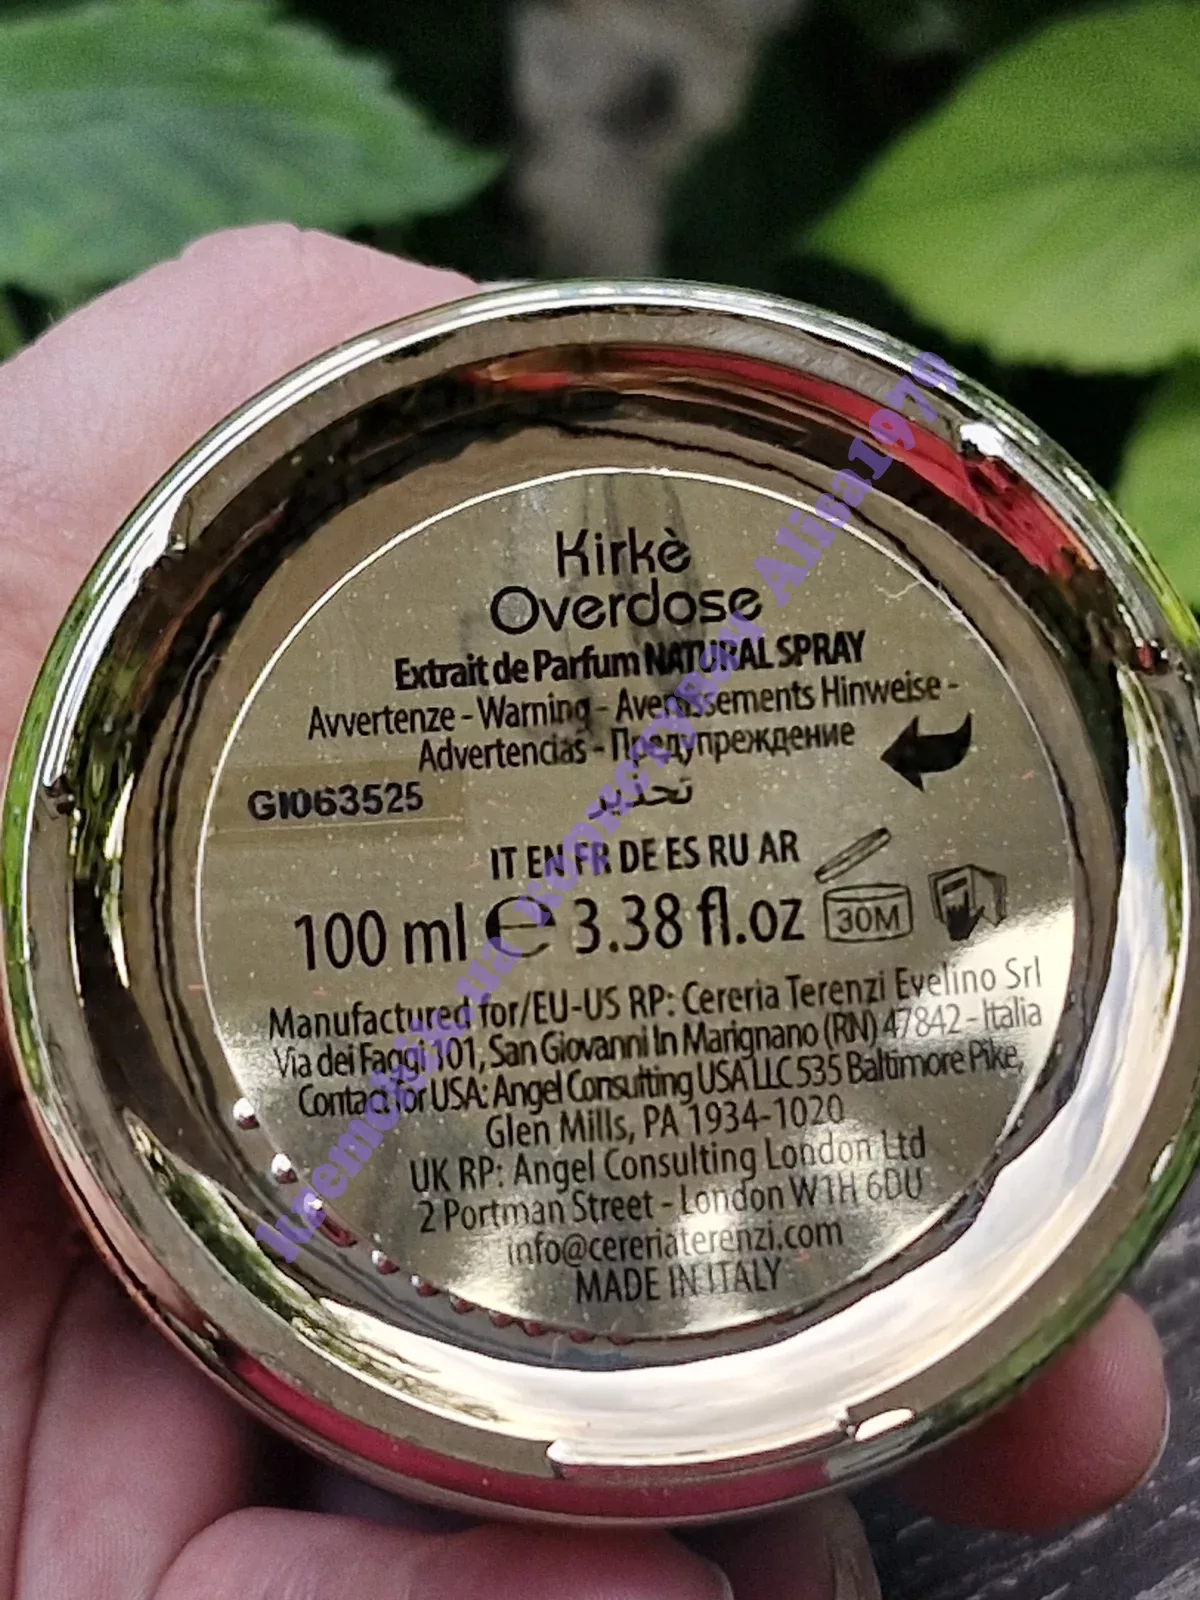 Kirkè
Overdose
Extrait de Parfum NATURAL SPRAY
Avvertenze - Warning - Avertissements Hinweise -
Advertencias - Предупреждение
تحذير
GI063525
IT EN FR DE ES RU AR
100 ml e 3.38 fl.oz
30M
Manufactured for/EU-US RP: Cereria Terenzi Evelino Srl
Via dei Faggi 101, San Giovanni In Marignano (RN) 47842 - Italia
Contact for USA: Angel Consulting USA LLC 535 Baltimore Pike,
Glen Mills, PA 1934-1020
UK RP: Angel Consulting London Ltd
2 Portman Street - London W1H 6DU
info@cereriaterenzi.com
MADE IN ITALY
Alisa1979